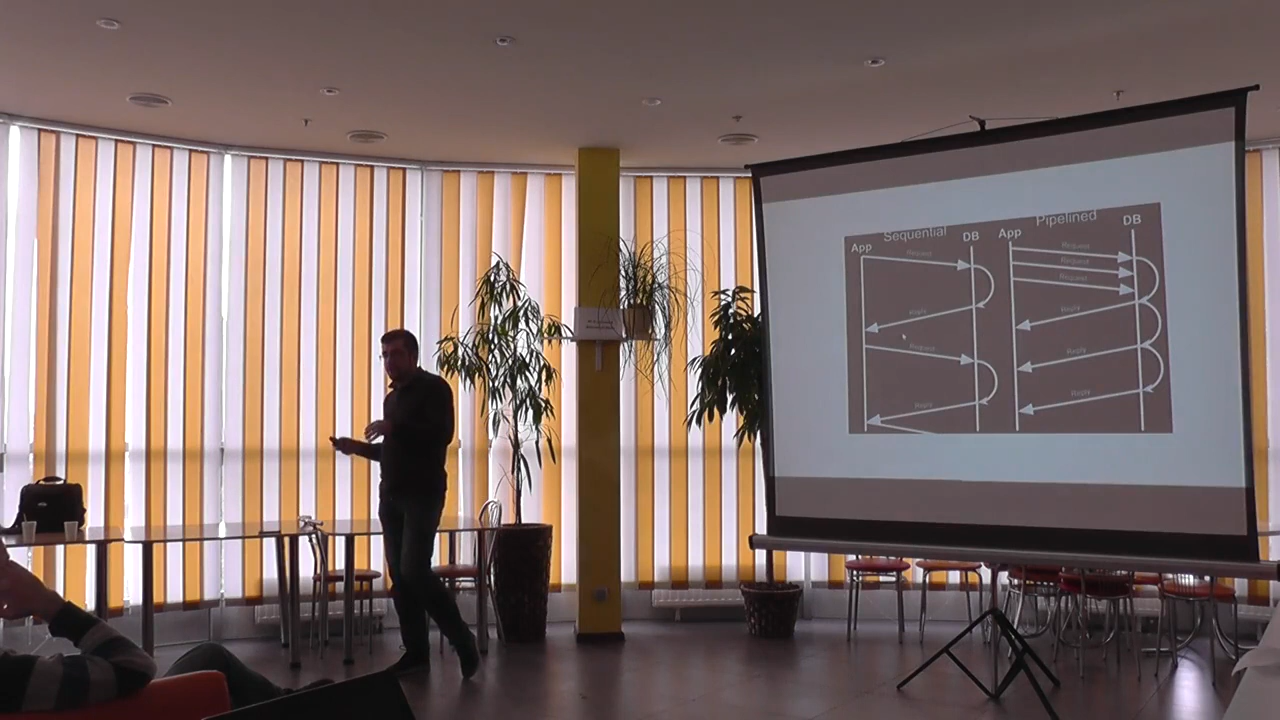 Sequential
Pipelined
App
DB
App
DB
Request
Reply
Request
Reply
Request
Request
Request
Reply
Reply
Reply